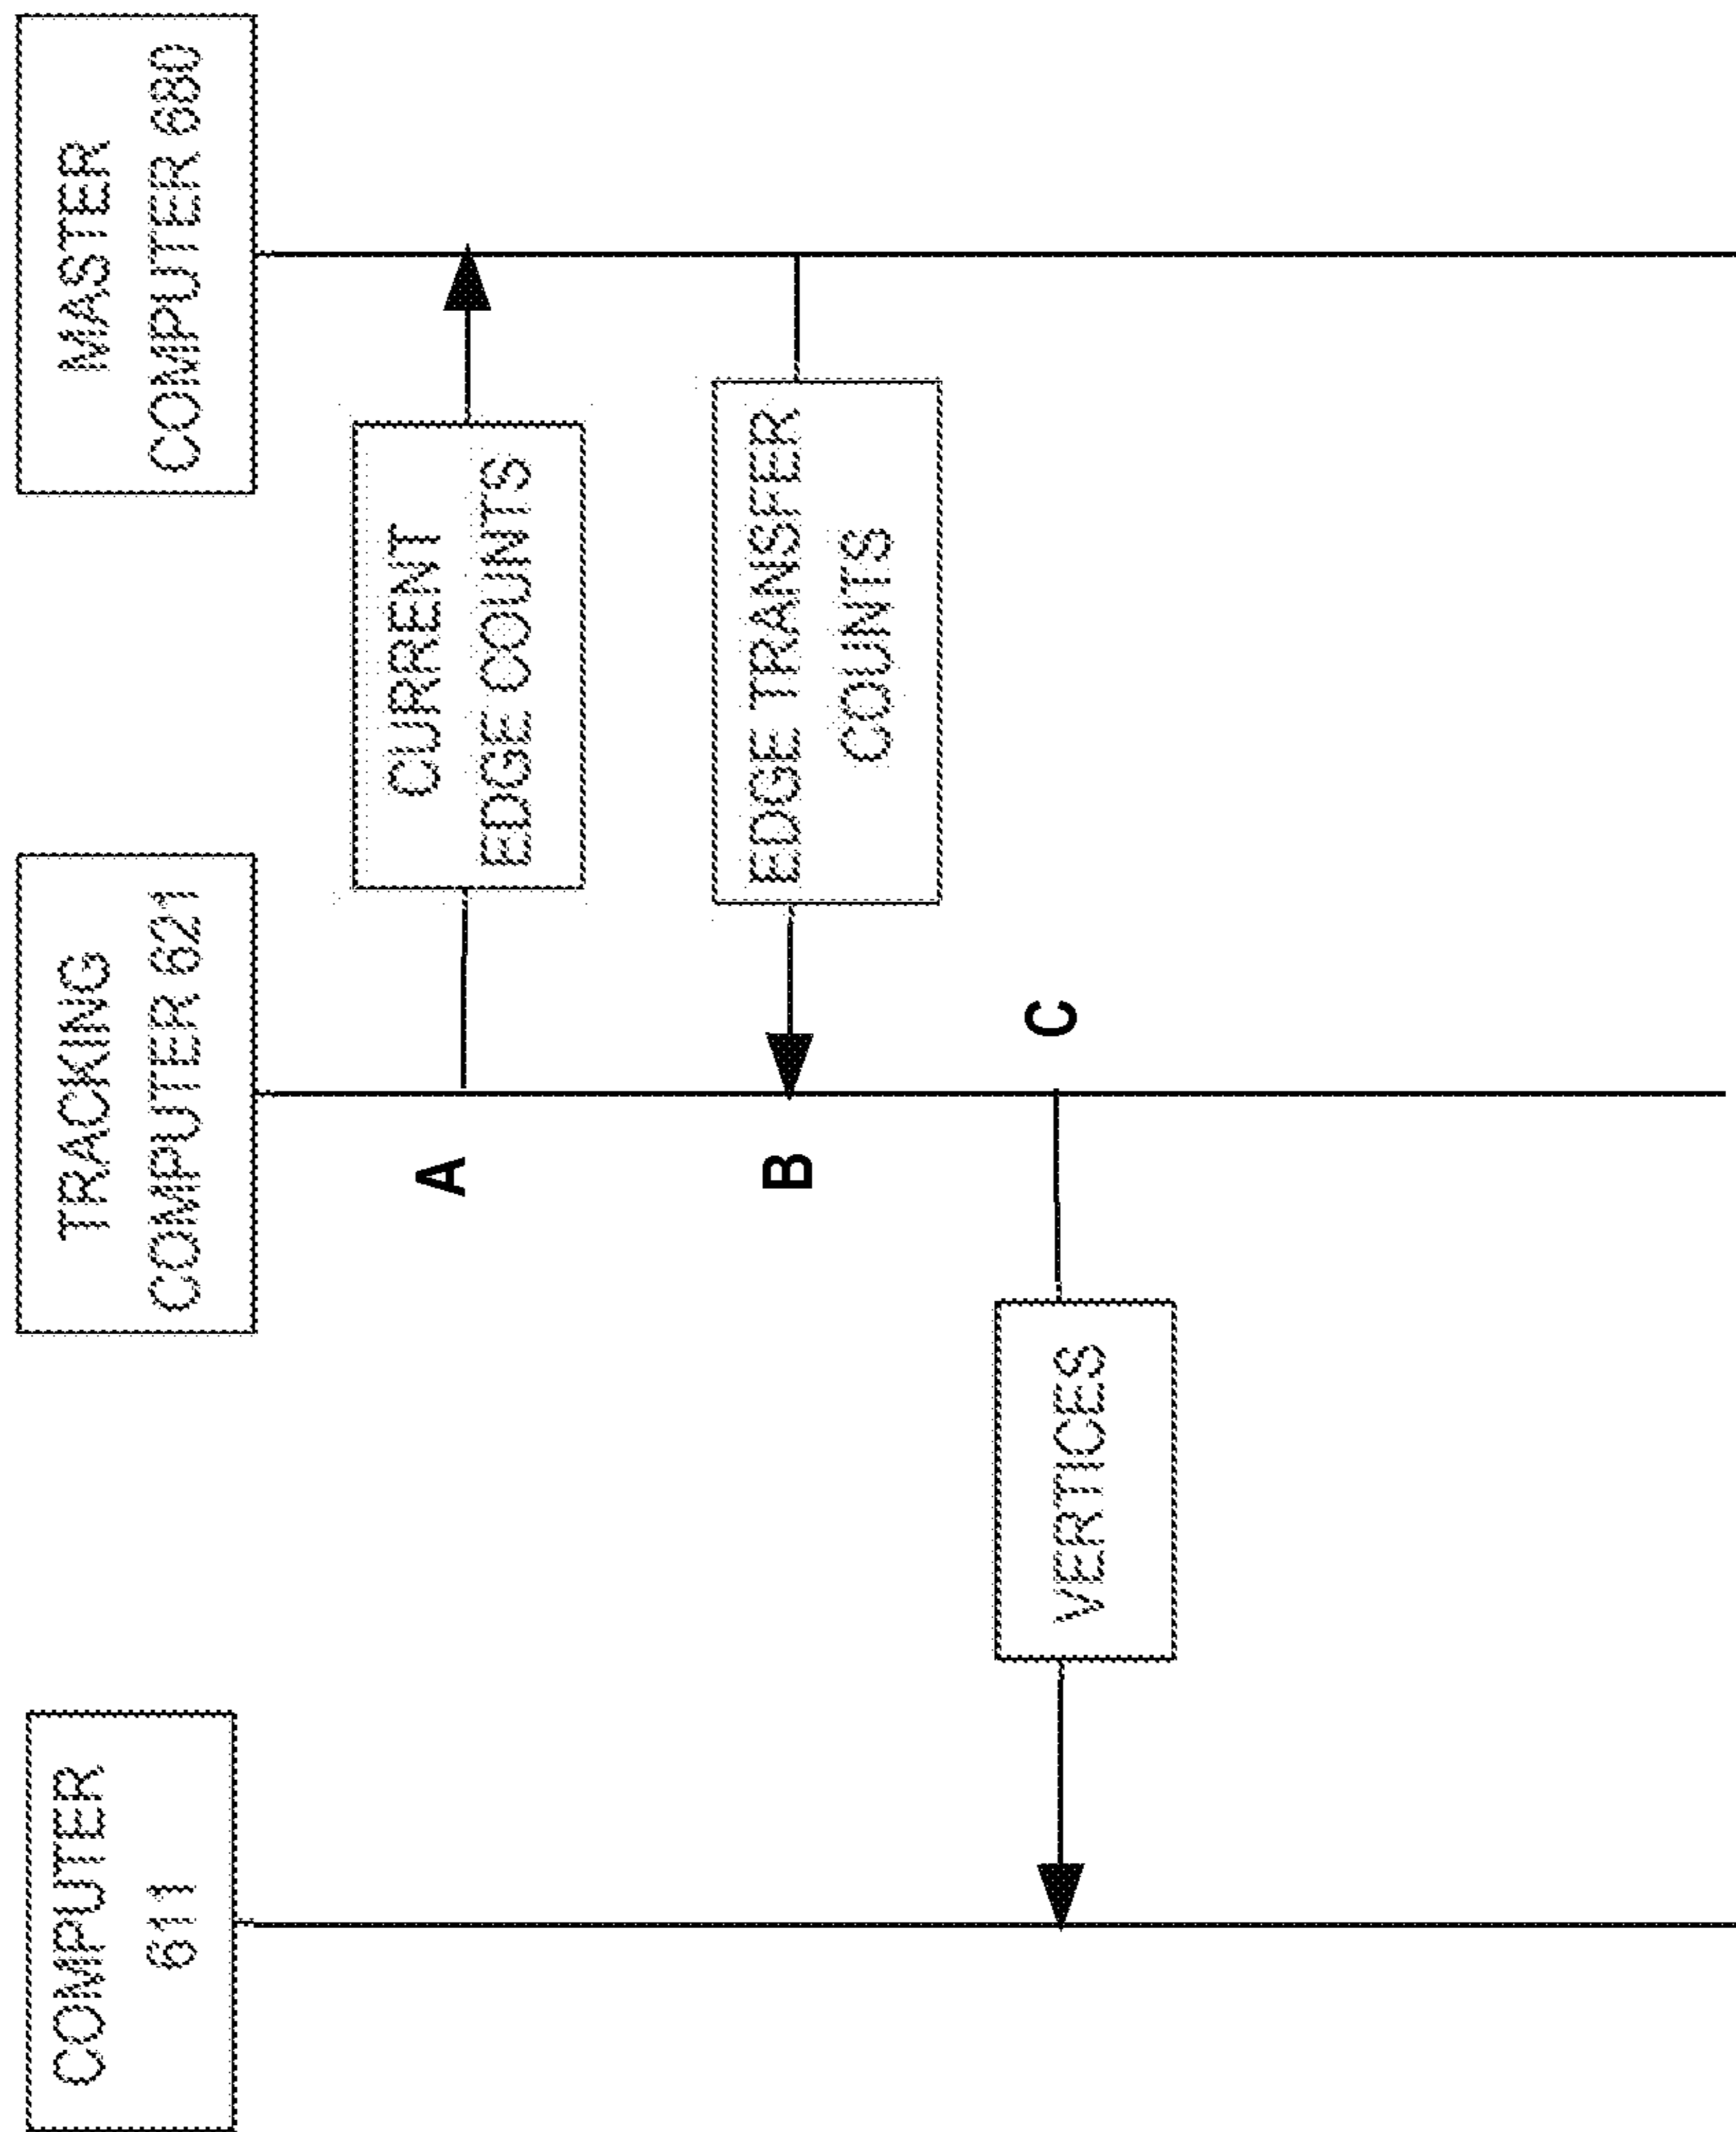 COMPUTER
611
TRACKING
COMPUTER 621
MASTER
COMPUTER 680
A
CURRENT
EDGE COUNTS
B
EDGE TRANSFER
COUNTS
VERTICES
C